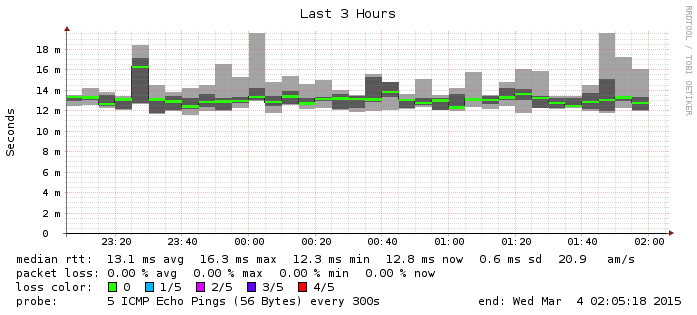 Last 3 Hours
RRDTOOL / TOBI OETIKER
Seconds
18 m
16 m
14 m
12 m
10 m
8 m
6 m
4 m
2 m
0
23:20 23:40 00:00 00:20 00:40 01:00 01:20 01:40 02:00
median rtt: 13.1 ms avg 16.3 ms max 12.3 ms min 12.8 ms now 0.6 ms sd 20.9 am/s
packet loss: 0.00 % avg 0.00 % max 0.00 % min 0.00 % now
loss color: 0 1/5 2/5 3/5 4/5
probe: 5 ICMP Echo Pings (56 Bytes) every 300s end: Wed Mar 4 02:05:18 2015